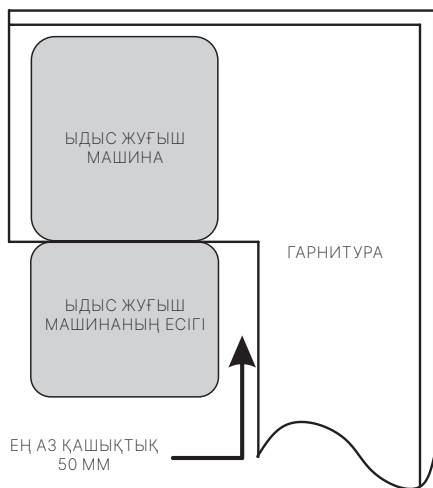 ЫДЫС ЖУҒЫШ
МАШИНА
ГАРНИТУРА
ЫДЫС ЖУҒЫШ
МАШИНАНЫҢ ЕСІГІ
ЕҢ АЗ ҚАШЫҚТЫҚ
50 ММ